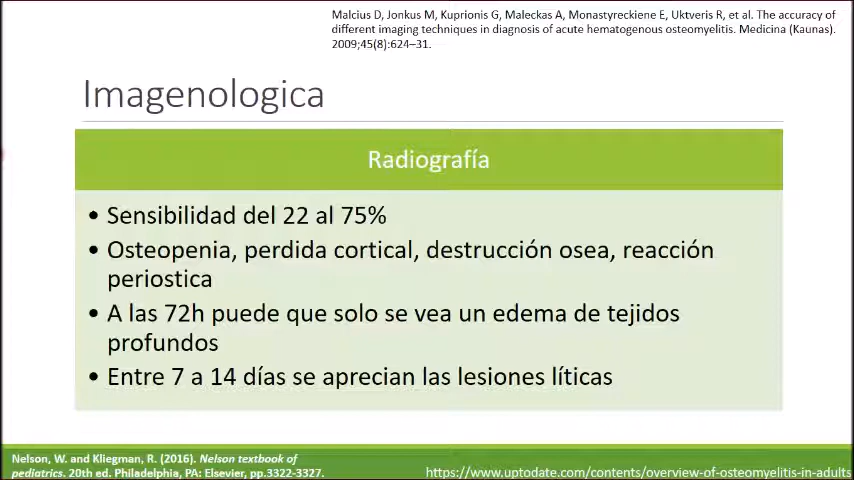 Malcius D, Jonkus M, Kuprionis G, Maleckas A, Monastyreckiene E, Uktveris R, et al. The accuracy of
different imaging techniques in diagnosis of acute hematogenous osteomyelitis. Medicina (Kaunas).
2009;45(8):624–31.
Imagenologica
Radiografía
• Sensibilidad del 22 al 75%
• Osteopenia, perdida cortical, destrucción osea, reacción
periostica
• A las 72h puede que solo se vea un edema de tejidos
profundos
• Entre 7 a 14 días se aprecian las lesiones líticas
Nelson, W. and Kliegman, R. (2016). Nelson textbook of
pediatrics. 20th ed. Philadelphia, PA: Elsevier, pp.3322-3327.
https://www.uptodate.com/contents/overview-of-osteomyelitis-in-adults